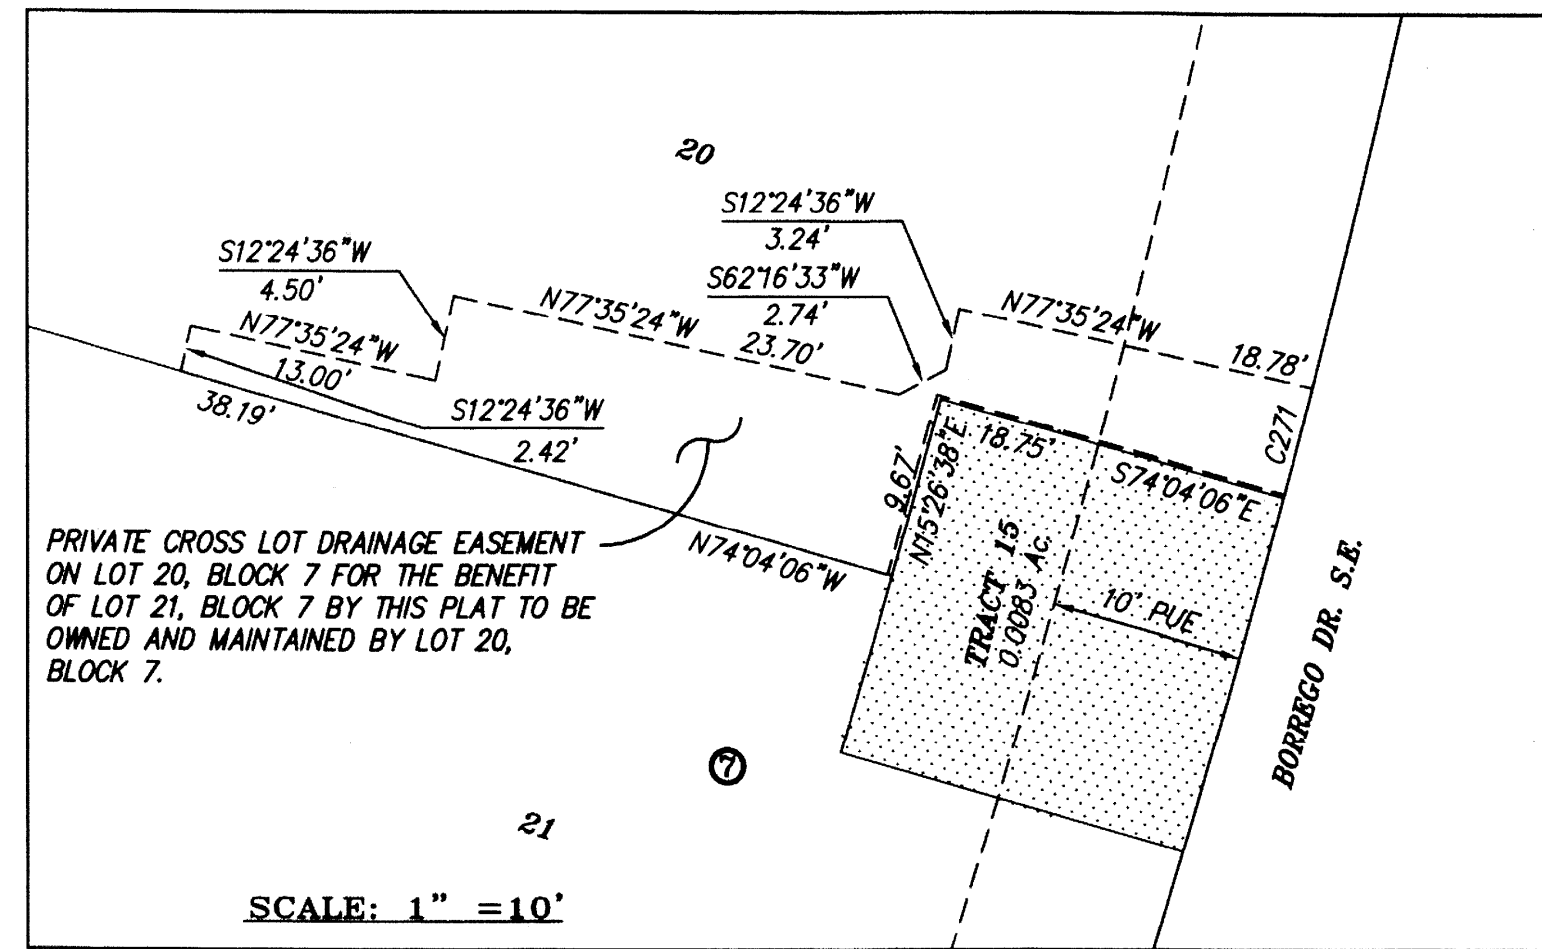 20
S12°24'36"W
3.24'
S12°24'36"W
4.50'
S62°16'33"W
2.74'
N77°35'24"W
23.70'
N77°35'24"W
18.78'
N77°35'24"W
13.00'
38.19'
S12°24'36"W
2.42'
C271
18.75'
S74°04'06"E
9.67'
N15°26'38"E
N74°04'06"W
PRIVATE CROSS LOT DRAINAGE EASEMENT
ON LOT 20, BLOCK 7 FOR THE BENEFIT
OF LOT 21, BLOCK 7 BY THIS PLAT TO BE
OWNED AND MAINTAINED BY LOT 20,
BLOCK 7.
TRACT 15
0.0083 Ac.
10' PUE
BORREGO DR. S.E.
7
21
SCALE: 1" =10'